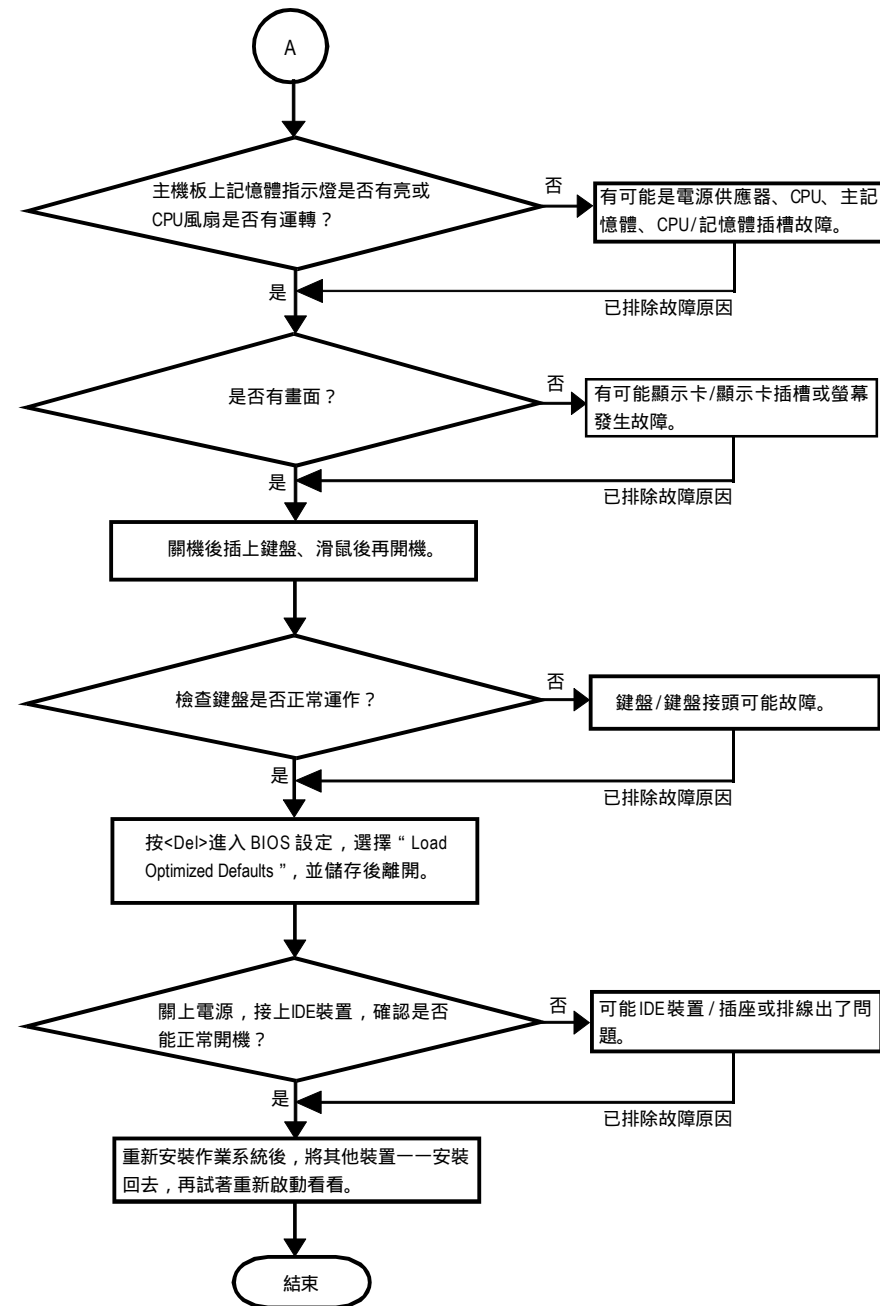 A
主機板上記憶體指示燈是否有亮或
CPU風扇是否有運轉？
否
有可能是電源供應器、CPU、主記
憶體、CPU/記憶體插槽故障。
是
已排除故障原因
是否有畫面？
否
有可能顯示卡/顯示卡插槽或螢幕
發生故障。
是
已排除故障原因
關機後插上鍵盤、滑鼠後再開機。
檢查鍵盤是否正常運作？
否
鍵盤/鍵盤接頭可能故障。
是
已排除故障原因
按<Del>進入 BIOS 設定，選擇 “ Load
Optimized Defaults ”，並儲存後離開。
關上電源，接上IDE裝置，確認是否
能正常開機？
否
可能IDE裝置 / 插座或排線出了問
題。
是
已排除故障原因
重新安裝作業系統後，將其他裝置一一安裝
回去，再試著重新啟動看看。
結束